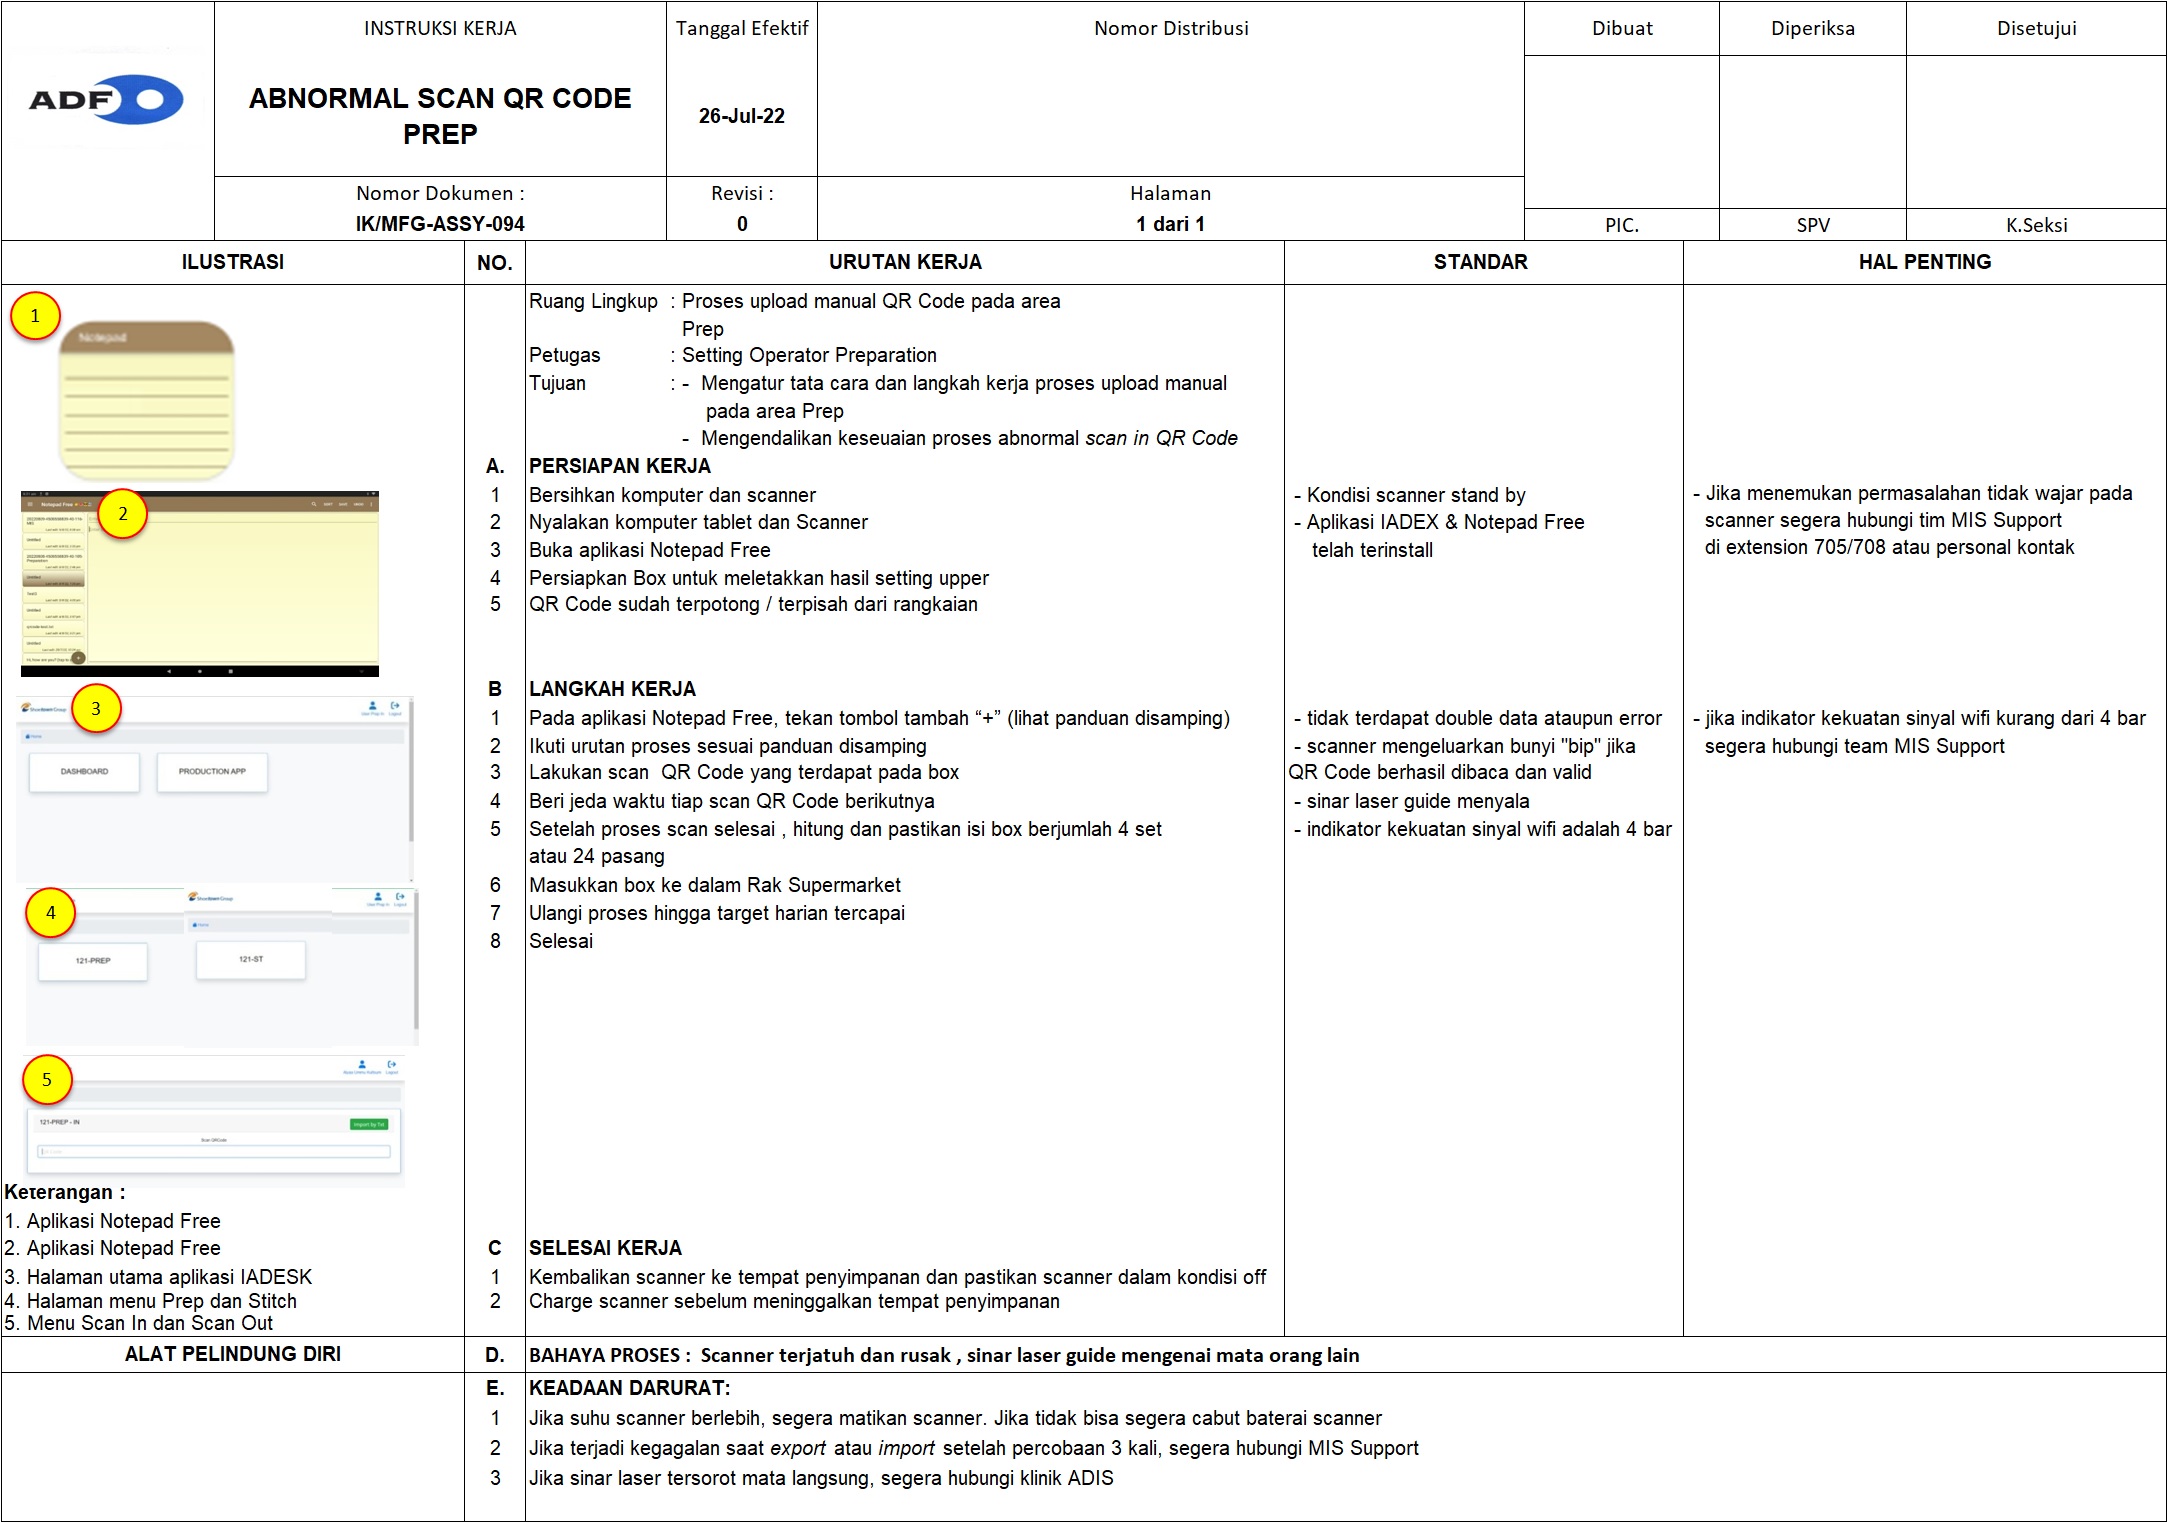 ADF
INSTRUKSI KERJA
ABNORMAL SCAN QR CODE
PREP
Tanggal Efektif
26-Jul-22
Nomor Distribusi
Dibuat
Diperiksa
Disetujui
Nomor Dokumen :
IK/MFG-ASSY-094
Revisi :
0
Halaman
1 dari 1
PIC.
SPV
K.Seksi
ILUSTRASI
NO.
URUTAN KERJA
STANDAR
HAL PENTING
1
Notepad
2
Notepad Free
3
Home
DASHBOARD
PRODUCTION APP
4
Home
121-PREP
121-ST
5
121-PREP - IN
Import by Txt
Scan QRCode
Keterangan :
1. Aplikasi Notepad Free
2. Aplikasi Notepad Free
3. Halaman utama aplikasi IADESK
4. Halaman menu Prep dan Stitch
5. Menu Scan In dan Scan Out
Ruang Lingkup : Proses upload manual QR Code pada area
Prep
Petugas : Setting Operator Preparation
Tujuan : - Mengatur tata cara dan langkah kerja proses upload manual
pada area Prep
- Mengendalikan keseuaian proses abnormal scan in QR Code
A. PERSIAPAN KERJA
1 Bersihkan komputer dan scanner
2 Nyalakan komputer tablet dan Scanner
3 Buka aplikasi Notepad Free
4 Persiapkan Box untuk meletakkan hasil setting upper
5 QR Code sudah terpotong / terpisah dari rangkaian
- Kondisi scanner stand by
- Aplikasi IADEX & Notepad Free
telah terinstall
- Jika menemukan permasalahan tidak wajar pada
scanner segera hubungi tim MIS Support
di extension 705/708 atau personal kontak
B LANGKAH KERJA
1 Pada aplikasi Notepad Free, tekan tombol tambah “+” (lihat panduan disamping)
2 Ikuti urutan proses sesuai panduan disamping
3 Lakukan scan QR Code yang terdapat pada box
4 Beri jeda waktu tiap scan QR Code berikutnya
5 Setelah proses scan selesai , hitung dan pastikan isi box berjumlah 4 set
atau 24 pasang
6 Masukkan box ke dalam Rak Supermarket
7 Ulangi proses hingga target harian tercapai
8 Selesai
- tidak terdapat double data ataupun error
- scanner mengeluarkan bunyi "bip" jika
QR Code berhasil dibaca dan valid
- sinar laser guide menyala
- indikator kekuatan sinyal wifi adalah 4 bar
- jika indikator kekuatan sinyal wifi kurang dari 4 bar
segera hubungi team MIS Support
C SELESAI KERJA
1 Kembalikan scanner ke tempat penyimpanan dan pastikan scanner dalam kondisi off
2 Charge scanner sebelum meninggalkan tempat penyimpanan
ALAT PELINDUNG DIRI
D. BAHAYA PROSES : Scanner terjatuh dan rusak , sinar laser guide mengenai mata orang lain
E. KEADAAN DARURAT:
1 Jika suhu scanner berlebih, segera matikan scanner. Jika tidak bisa segera cabut baterai scanner
2 Jika terjadi kegagalan saat export atau import setelah percobaan 3 kali, segera hubungi MIS Support
3 Jika sinar laser tersorot mata langsung, segera hubungi klinik ADIS